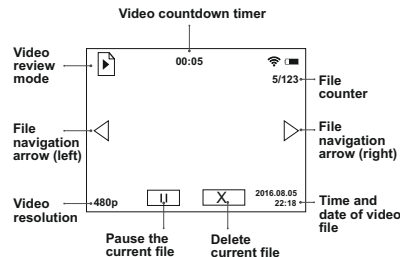 Video countdown timer
Video
review
mode
00:05
5/123
File
counter
File
navigation
arrow (left)
File
navigation
arrow (right)
Video
resolution
480p
II
X
2016.08.05
22:18
Time and
date of video
file
Pause the
current file
Delete
current file